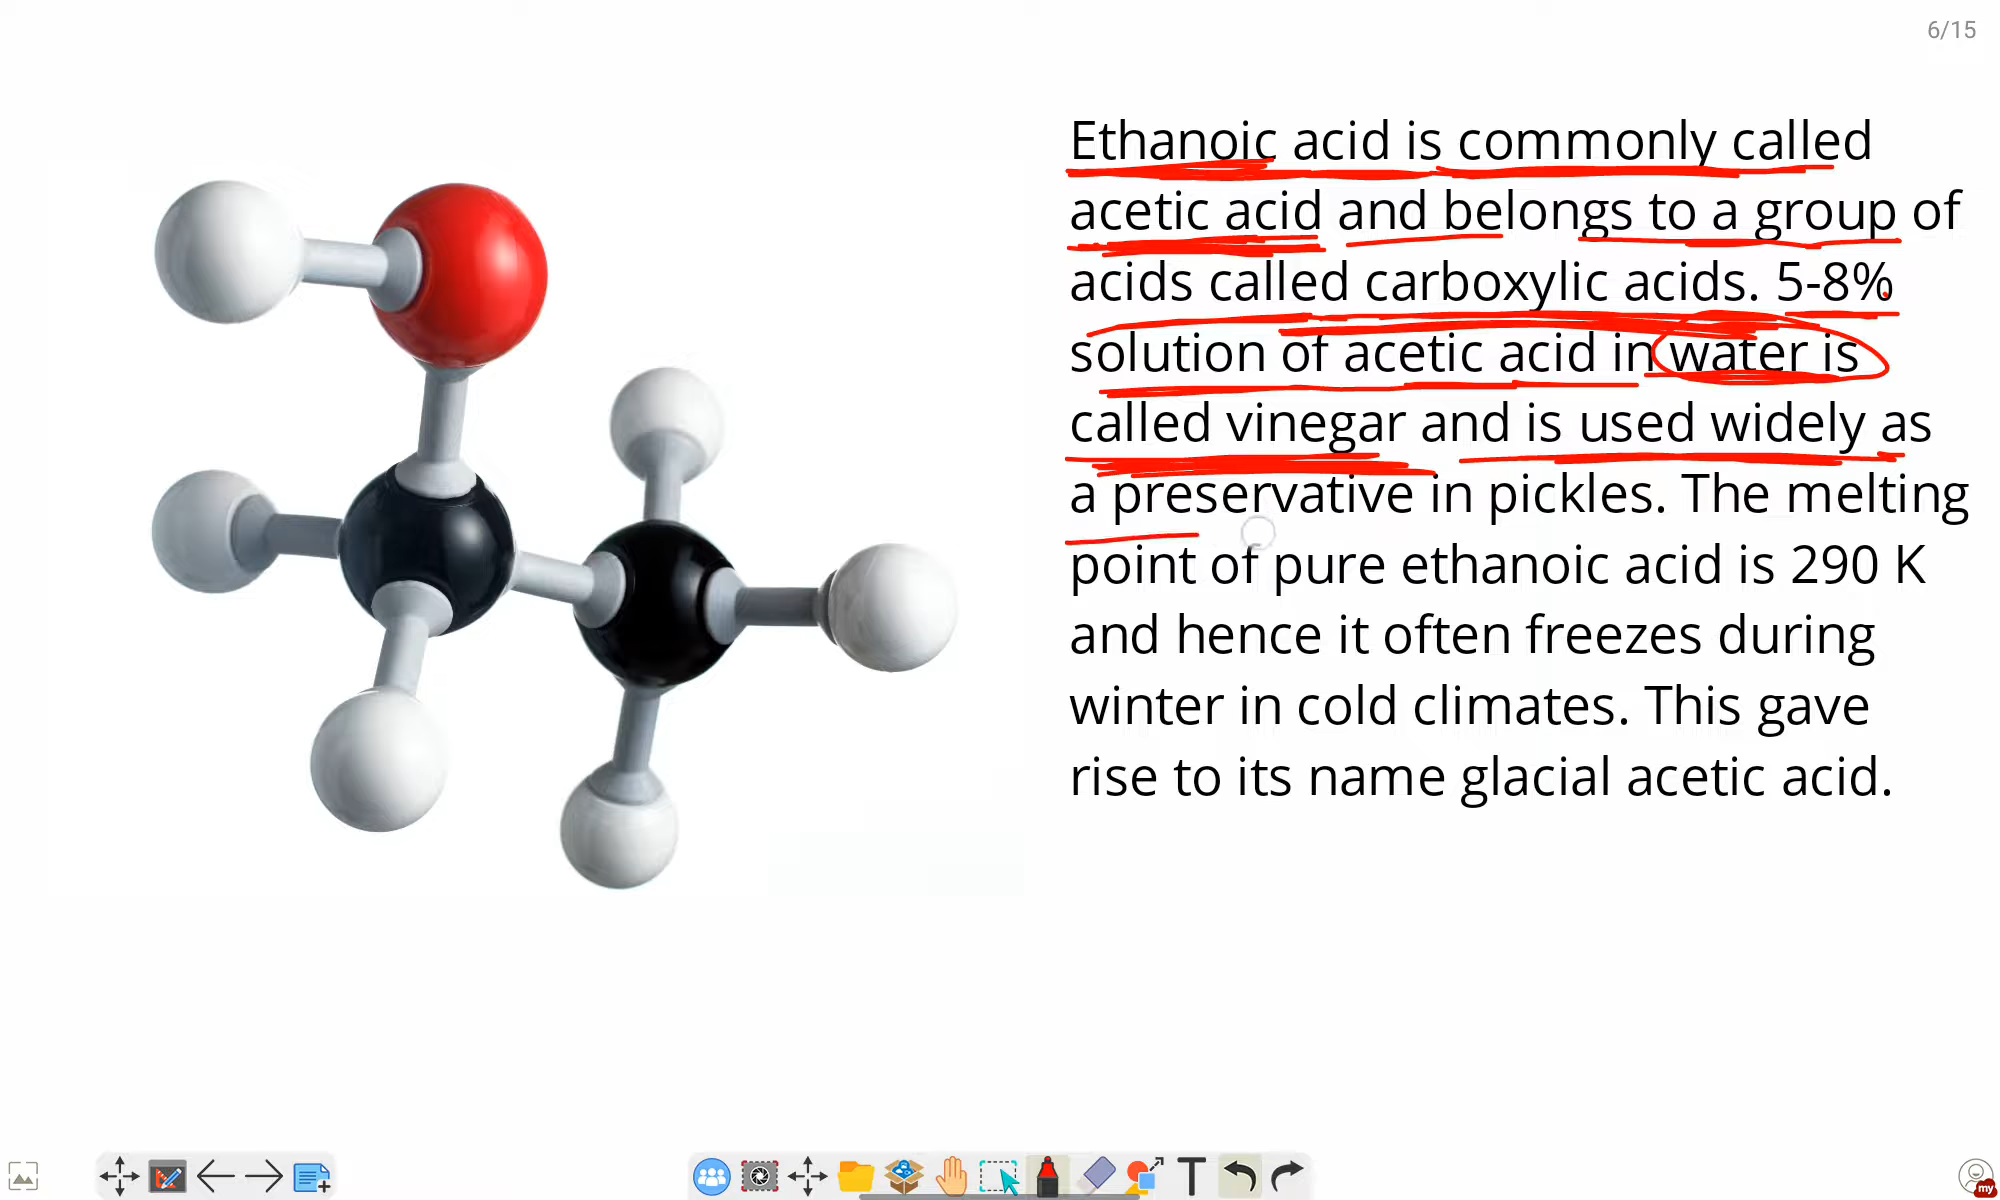 6/15
Ethanoic acid is commonly called
acetic acid and belongs to a group of
acids called carboxylic acids. 5-8%
solution of acetic acid in water is
called vinegar and is used widely as
a preservative in pickles. The melting
point of pure ethanoic acid is 290 K
and hence it often freezes during
winter in cold climates. This gave
rise to its name glacial acetic acid.
T
my